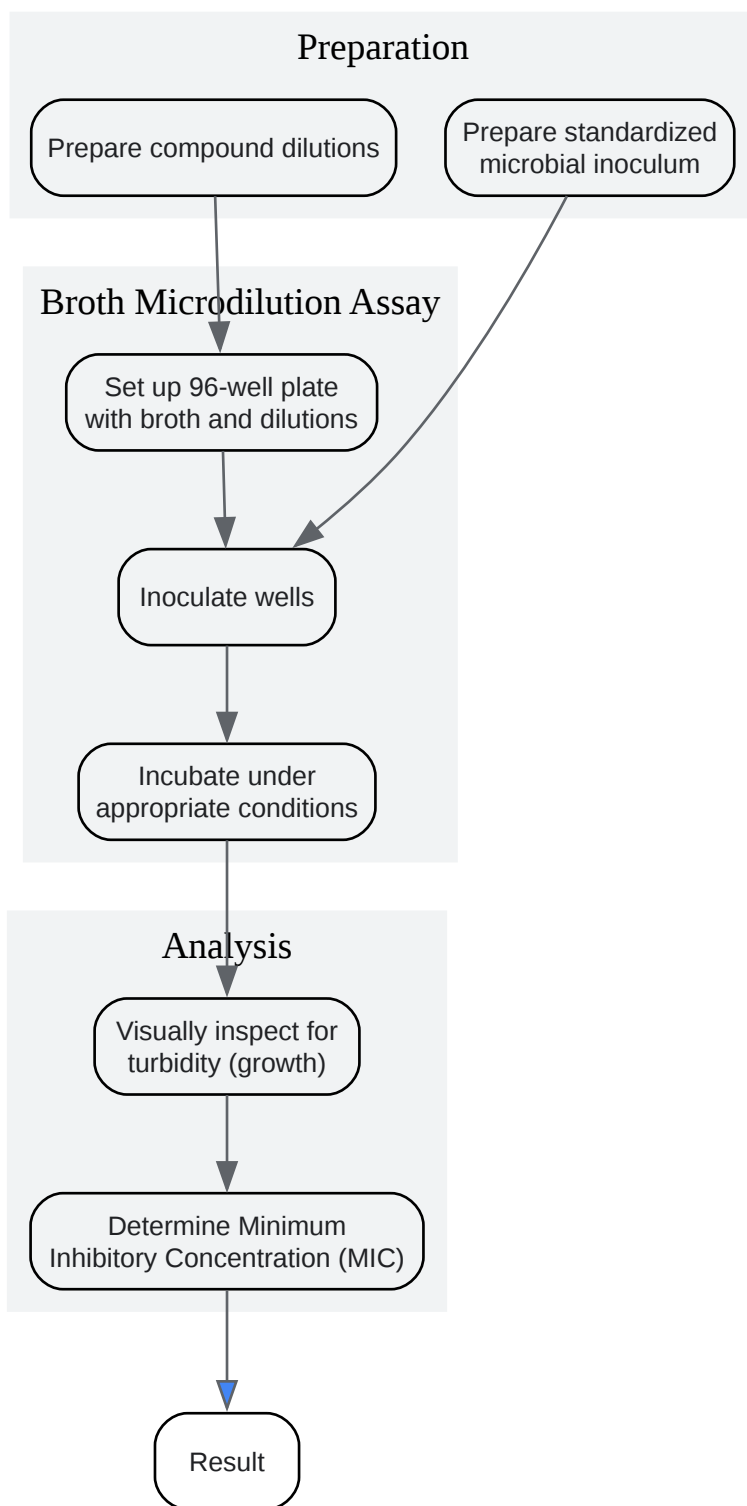 Preparation
Prepare compound dilutions
Prepare standardized
microbial inoculum
Broth Microdilution Assay
Set up 96-well plate
with broth and dilutions
Inoculate wells
Incubate under
appropriate conditions
Analysis
Visually inspect for
turbidity (growth)
Determine Minimum
Inhibitory Concentration (MIC)
Result